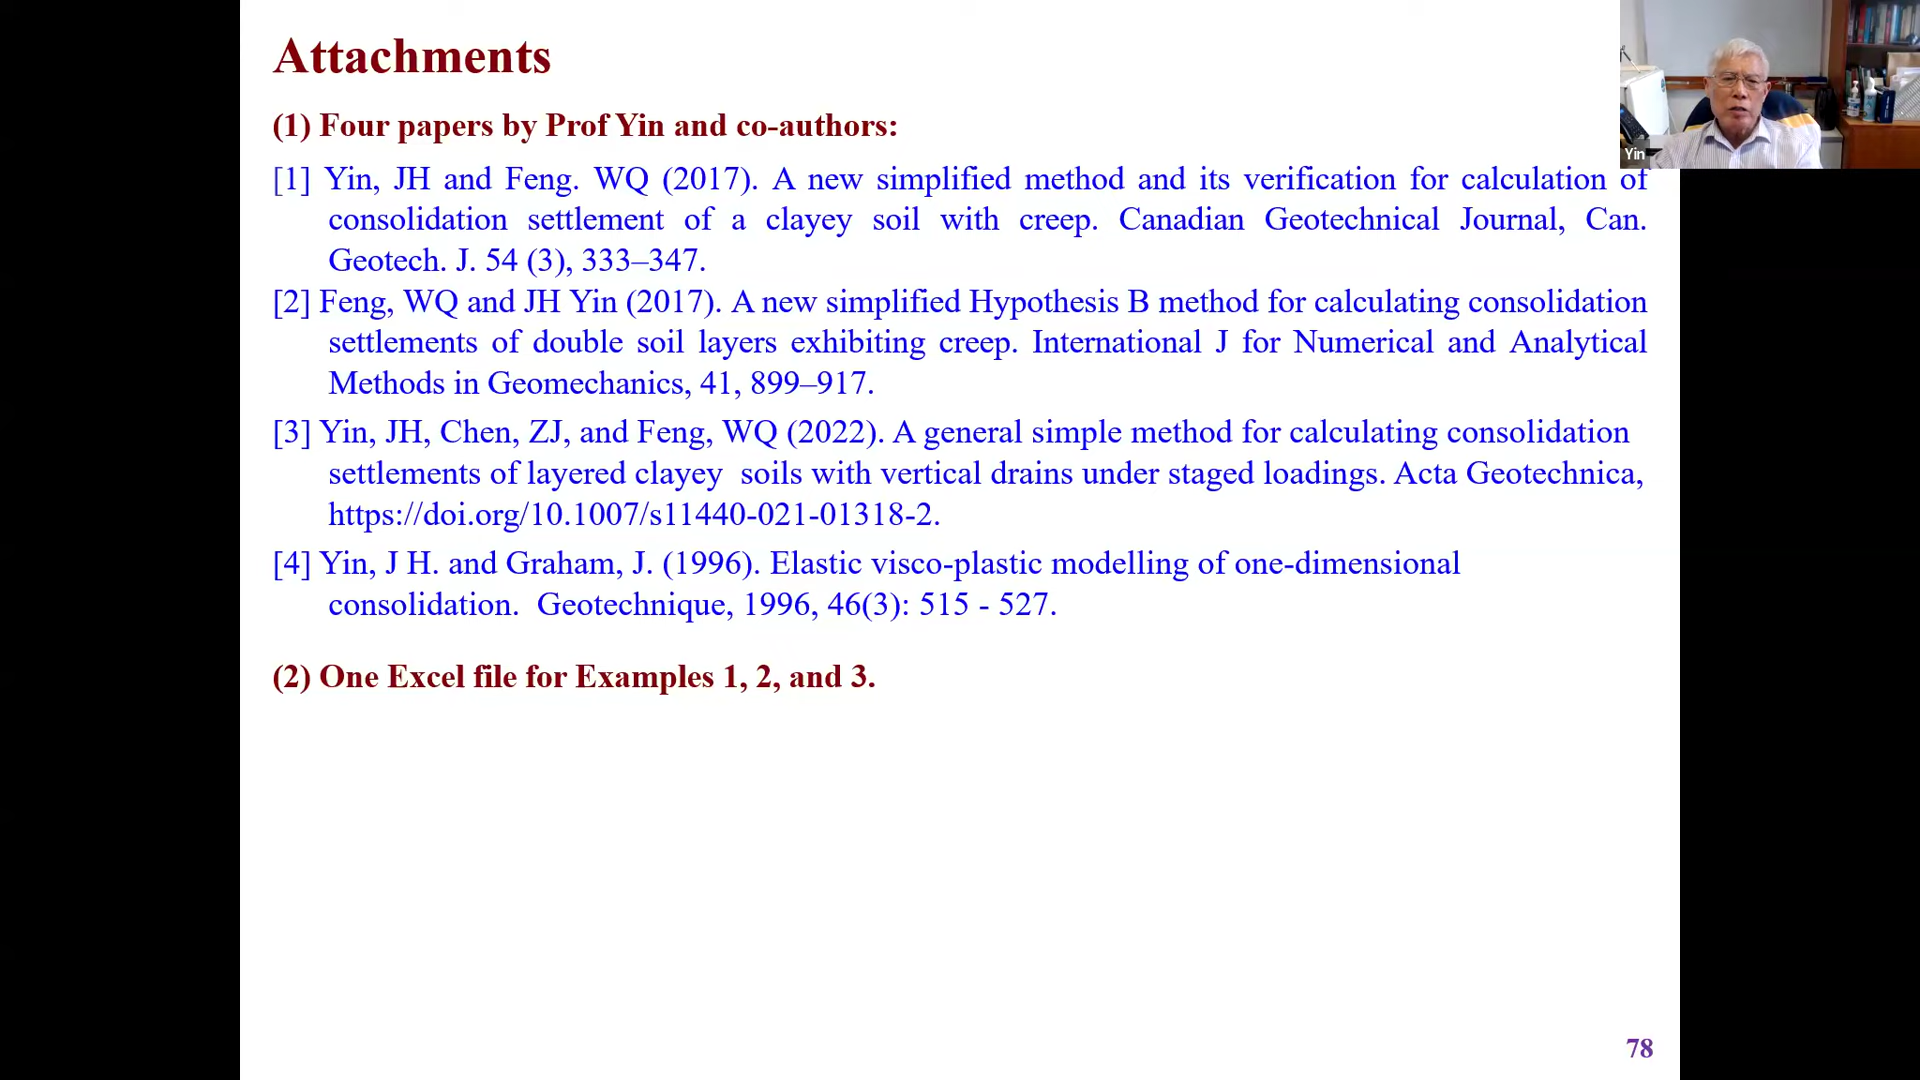 Attachments
(1) Four papers by Prof Yin and co-authors:
[1] Yin, JH and Feng. WQ (2017). A new simplified method and its verification for calculation of
consolidation settlement of a clayey soil with creep. Canadian Geotechnical Journal, Can.
Geotech. J. 54 (3), 333–347.
[2] Feng, WQ and JH Yin (2017). A new simplified Hypothesis B method for calculating consolidation
settlements of double soil layers exhibiting creep. International J for Numerical and Analytical
Methods in Geomechanics, 41, 899–917.
[3] Yin, JH, Chen, ZJ, and Feng, WQ (2022). A general simple method for calculating consolidation
settlements of layered clayey soils with vertical drains under staged loadings. Acta Geotechnica,
https://doi.org/10.1007/s11440-021-01318-2.
[4] Yin, J H. and Graham, J. (1996). Elastic visco-plastic modelling of one-dimensional
consolidation. Geotechnique, 1996, 46(3): 515 - 527.
(2) One Excel file for Examples 1, 2, and 3.
78
Yin